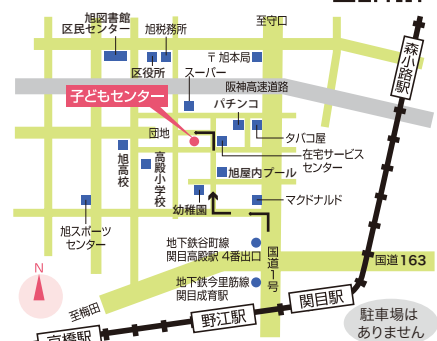 旭図書館
区民センター
旭税務所
至守口
〒旭本局
森小路駅
区役所
スーパー
阪神高速道路
子どもセンター
パチンコ
団地
タバコ屋
旭高校
高殿小学校
在宅サービス
センター
旭屋内プール
幼稚園
マクドナルド
旭スポーツ
センター
地下鉄谷町線
関目高殿駅 4番出口
国道1号
国道163
N
地下鉄今里筋線
関目成育駅
至梅田
関目駅
野江駅
京橋駅
駐車場は
ありません